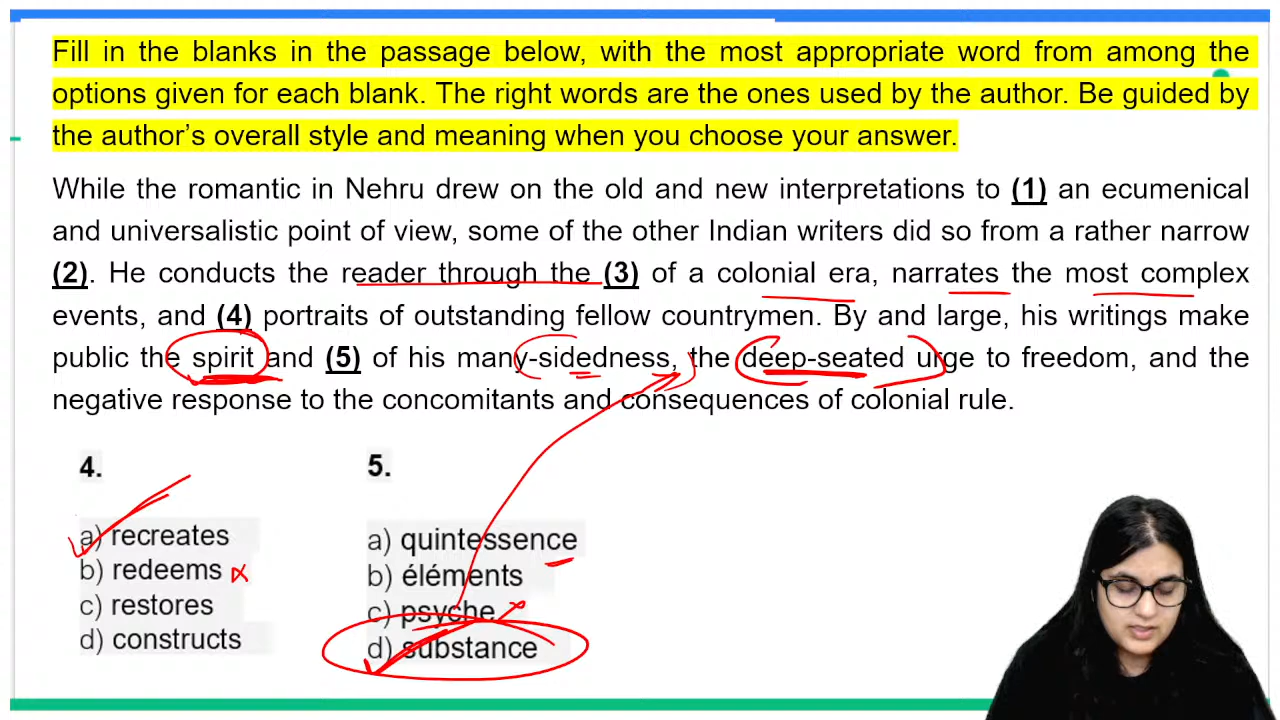 Fill in the blanks in the passage below, with the most appropriate word from among the
options given for each blank. The right words are the ones used by the author. Be guided by
the author's overall style and meaning when you choose your answer.
While the romantic in Nehru drew on the old and new interpretations to (1) an ecumenical
and universalistic point of view, some of the other Indian writers did so from a rather narrow
(2). He conducts the reader through the (3) of a colonial era, narrates the most complex
events, and (4) portraits of outstanding fellow countrymen. By and large, his writings make
public the spirit and (5) of his many-sidedness, the deep-seated urge to freedom, and the
negative response to the concomitants and consequences of colonial rule.
4.
a) recreates
b) redeems
c) restores
d) constructs
5.
a) quintessence
b) éléments
c) psyche
d) substance